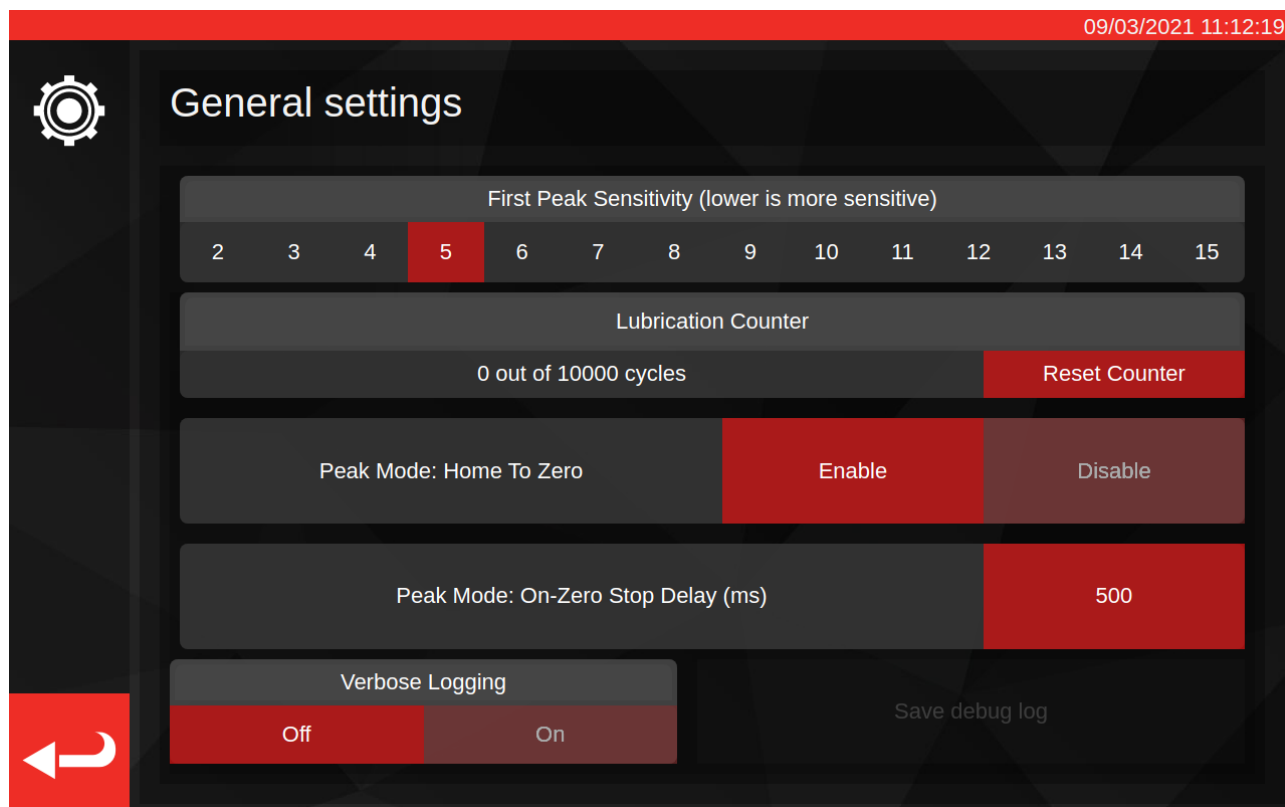 09/03/2021 11:12:19
General settings
First Peak Sensitivity (lower is more sensitive)
2 3 4 5 6 7 8 9 10 11 12 13 14 15
Lubrication Counter
0 out of 10000 cycles Reset Counter
Peak Mode: Home To Zero Enable Disable
Peak Mode: On-Zero Stop Delay (ms) 500
Verbose Logging
Off On
Save debug log